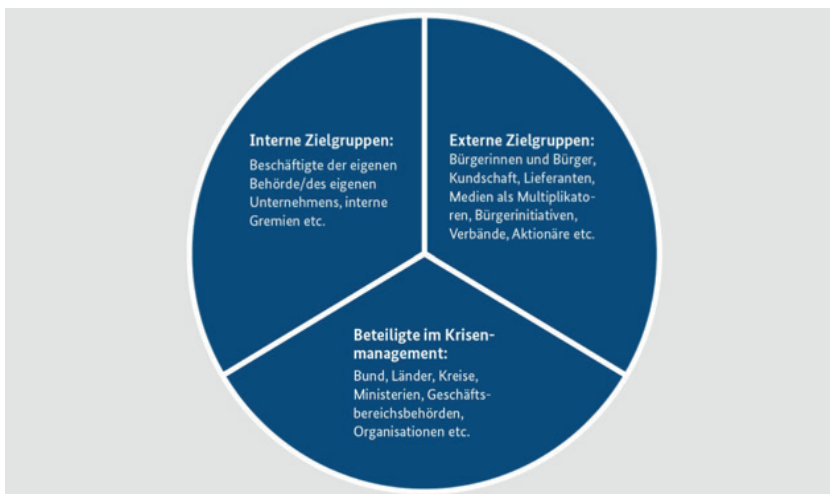 Interne Zielgruppen:
Beschäftigte der eigenen
Behörde/des eigenen
Unternehmens, interne
Gremien etc.
Externe Zielgruppen:
Bürgerinnen und Bürger,
Kundschaft, Lieferanten,
Medien als Multiplikato-
ren, Bürgerinitiativen,
Verbände, Aktionäre etc.
Beteiligte im Krisen-
management:
Bund, Länder, Kreise,
Ministerien, Geschäfts-
bereichsbehörden,
Organisationen etc.